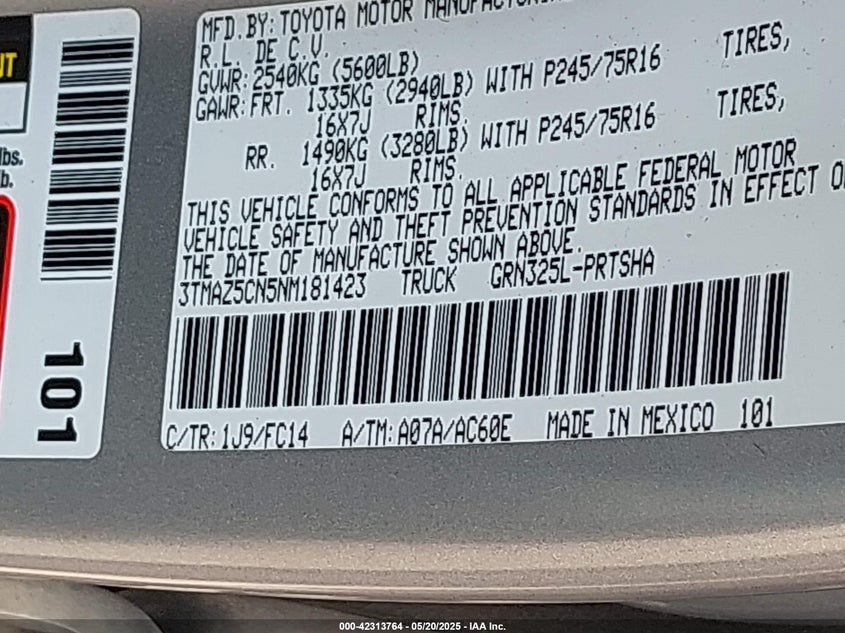 UT
lbs.
b.
101
MFD.BY:TOYOTA MOTOR
R.L. DE C.V.
GVWR:2540KG (5600LB)
GAWR:FRT. 1335KG (2940LB) WITH P245/75R16 TIRES,
16X7J RIMS.
RR. 1490KG (3280LB) WITH P245/75R16 TIRES,
16X7J RIMS.
THIS VEHICLE CONFORMS TO ALL APPLICABLE FEDERAL MOTOR
VEHICLE SAFETY AND THEFT PREVENTION STANDARDS IN EFFECT
THE DATE OF MANUFACTURE SHOWN ABOVE.
3TMAZ5CN5NM181423 TRUCK GRN325L-PRTSHA
C/TR:1J9/FC14 A/TM:A07A/AC60E MADE IN MEXICO 101
000-42313764 - 05/20/2025 - IAA Inc.